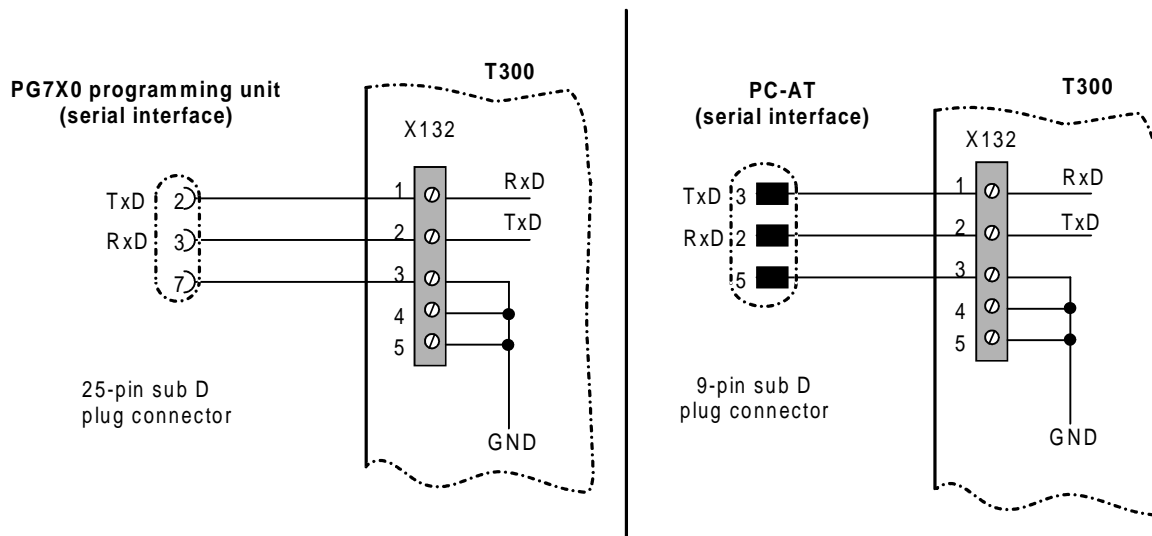 T300
PG7X0 programming unit
(serial interface)
X132
TxD 2
1 RxD
RxD 3
2 TxD
7
3
4
5
25-pin sub D
plug connector
GND
T300
PC-AT
(serial interface)
X132
TxD 3
1 RxD
RxD 2
2 TxD
5
3
4
5
9-pin sub D
plug connector
GND